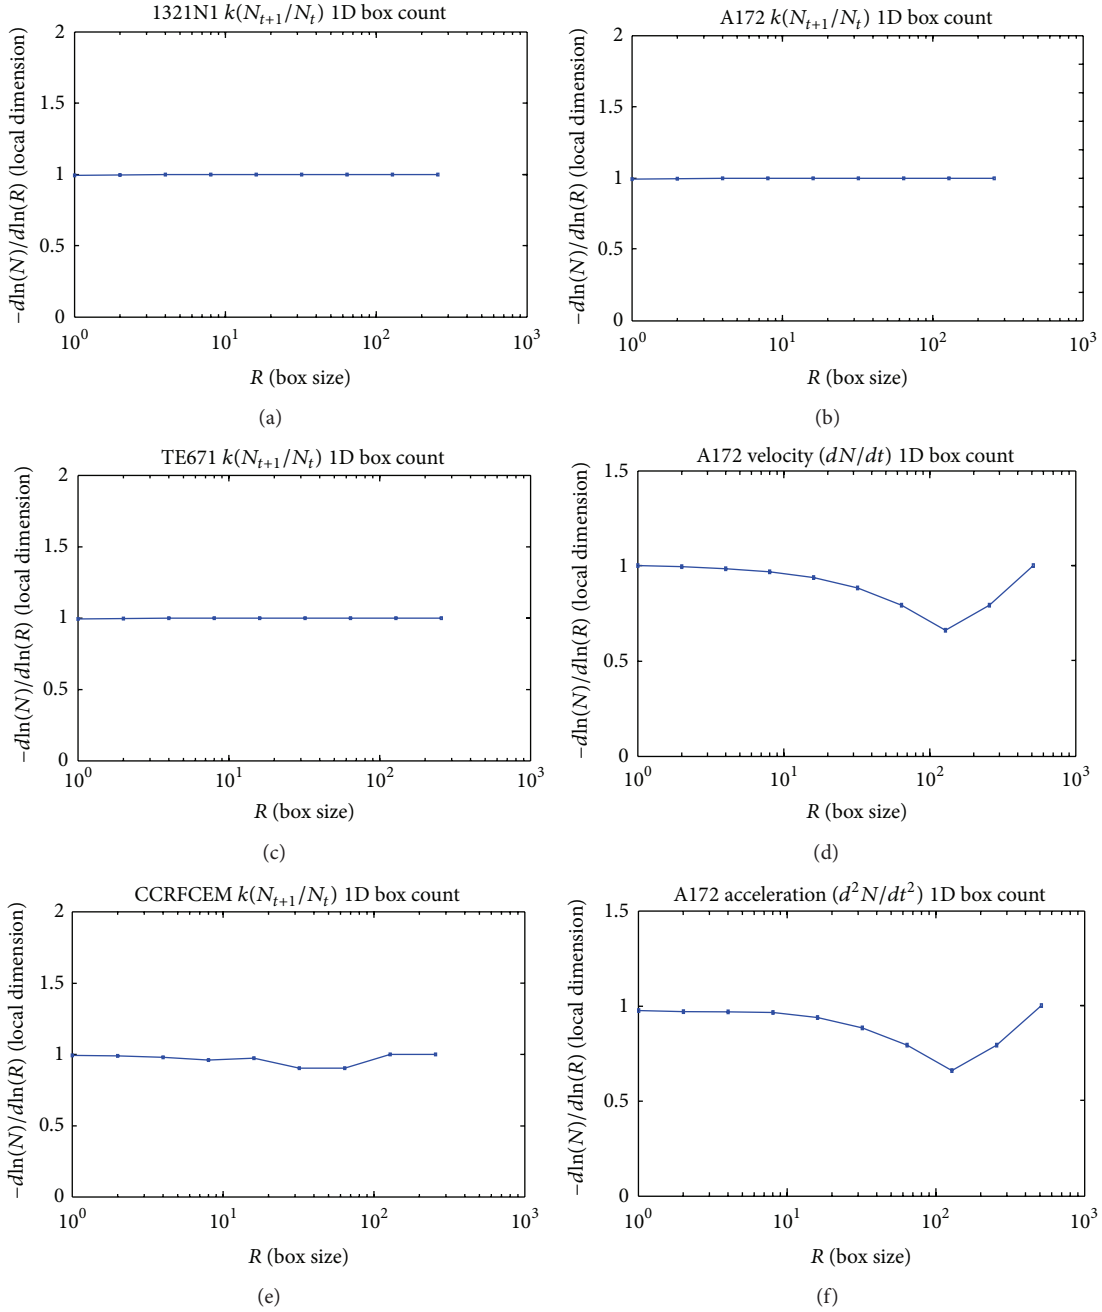 1321N1 k(N_{t+1}/N_t) 1D box count
−dln(N)/dln(R) (local dimension)
2
1.5
1
0.5
0
10^0 10^1 10^2 10^3
R (box size)
(a)
A172 k(N_{t+1}/N_t) 1D box count
−dln(N)/dln(R) (local dimension)
2
1.5
1
0.5
0
10^0 10^1 10^2 10^3
R (box size)
(b)
TE671 k(N_{t+1}/N_t) 1D box count
−dln(N)/dln(R) (local dimension)
2
1.5
1
0.5
0
10^0 10^1 10^2 10^3
R (box size)
(c)
A172 velocity (dN/dt) 1D box count
−dln(N)/dln(R) (local dimension)
1.5
1
0.5
0
10^0 10^1 10^2 10^3
R (box size)
(d)
CCRFCEM k(N_{t+1}/N_t) 1D box count
−dln(N)/dln(R) (local dimension)
2
1.5
1
0.5
0
10^0 10^1 10^2 10^3
R (box size)
(e)
A172 acceleration (d^2N/dt^2) 1D box count
−dln(N)/dln(R) (local dimension)
1.5
1
0.5
0
10^0 10^1 10^2 10^3
R (box size)
(f)